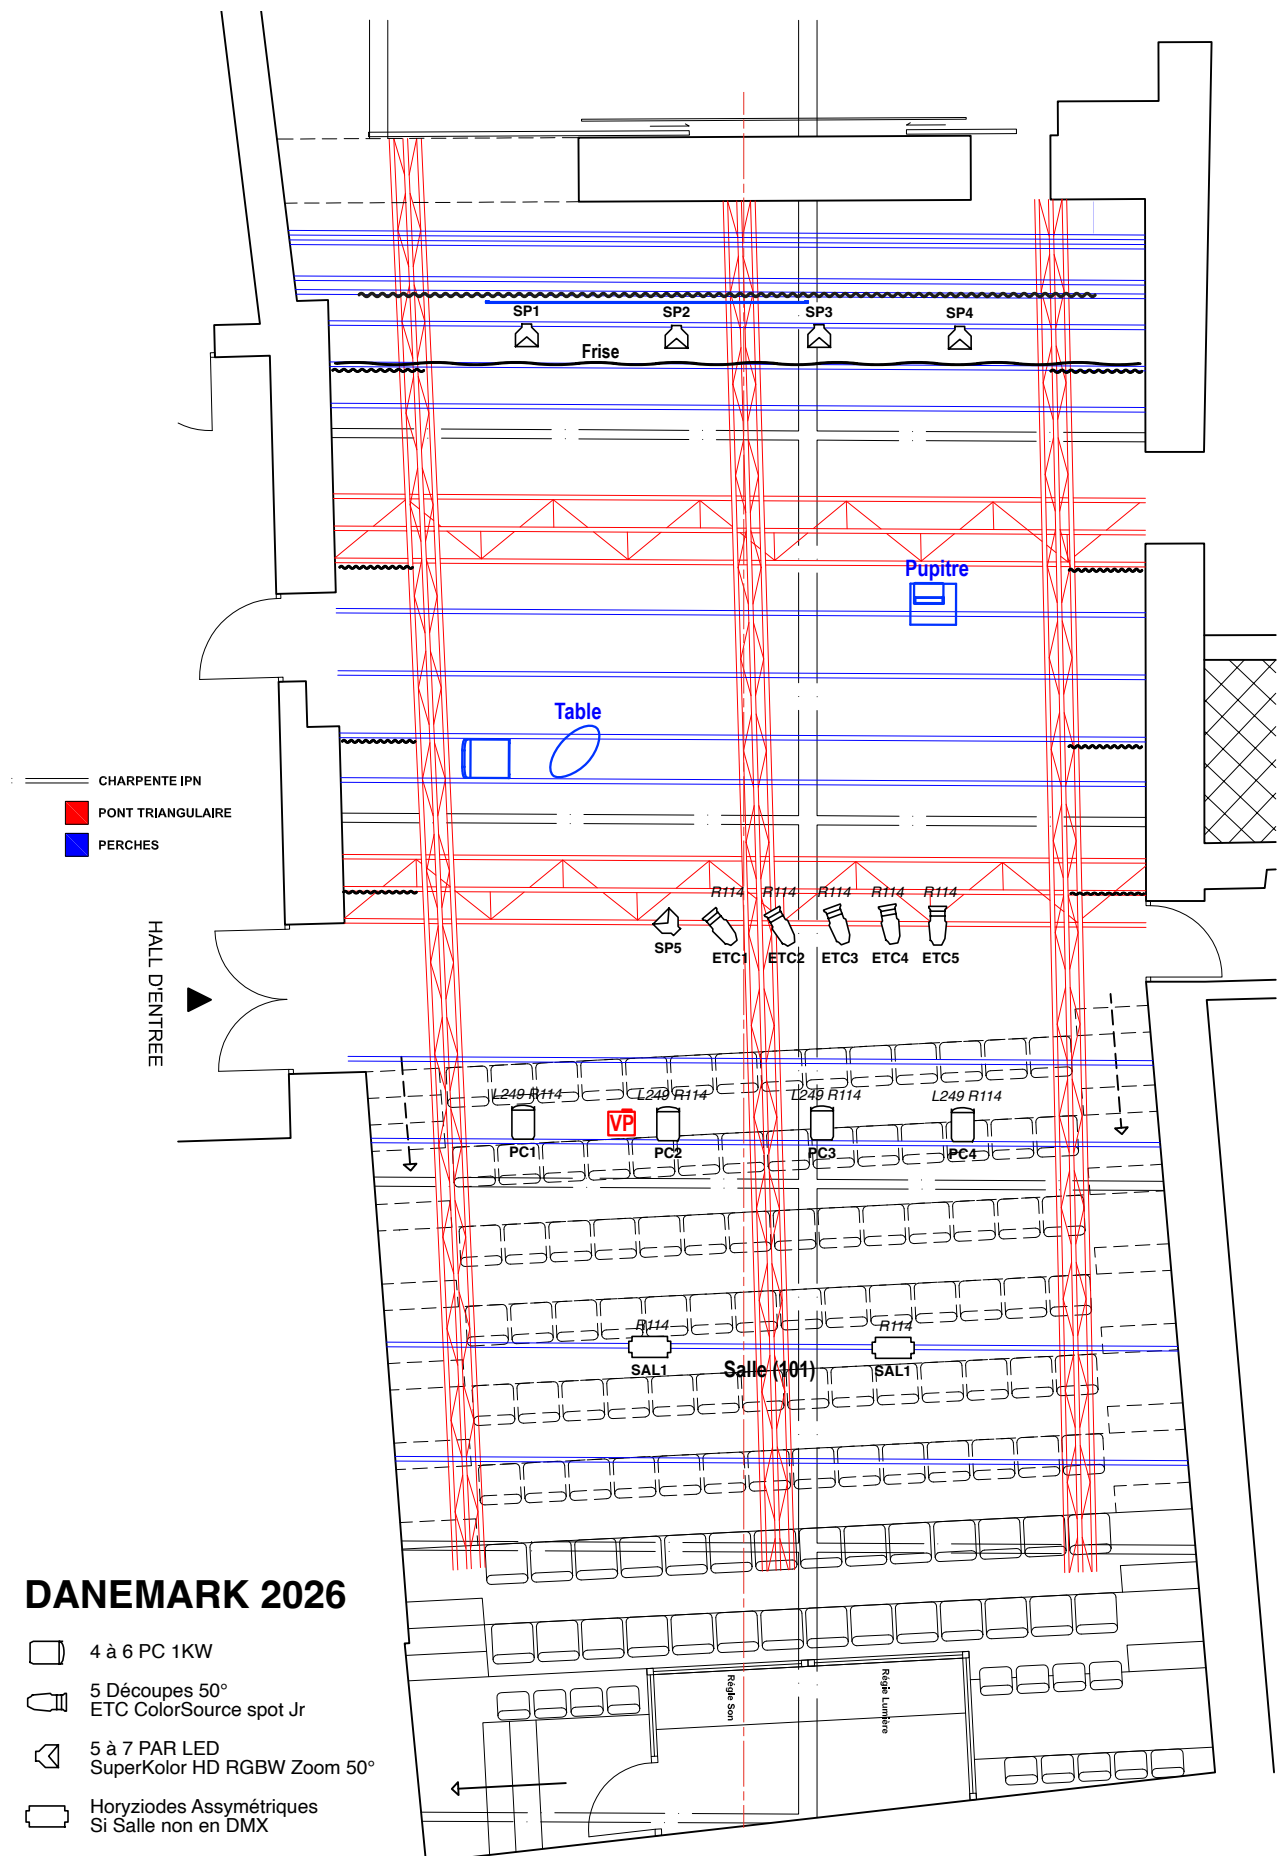 SP1 SP2 SP3 SP4
Frise
Pupitre
Table
CHARPENTE IPN
PONT TRIANGULAIRE
PERCHES
R114 R114 R114 R114 R114
SP5 ETC1 ETC2 ETC3 ETC4 ETC5
HALL D'ENTREE
L249 R114 L249 R114 L249 R114 L249 R114
VP
PC1 PC2 PC3 PC4
R114 R114
SAL1 Salle (101) SAL1
DANEMARK 2026
4 à 6 PC 1KW
5 Découpes 50°
ETC ColorSource spot Jr
5 à 7 PAR LED
SuperKolor HD RGBW Zoom 50°
Horyziodes Assymétriques
Si Salle non en DMX
Régie Son
Régie Lumière